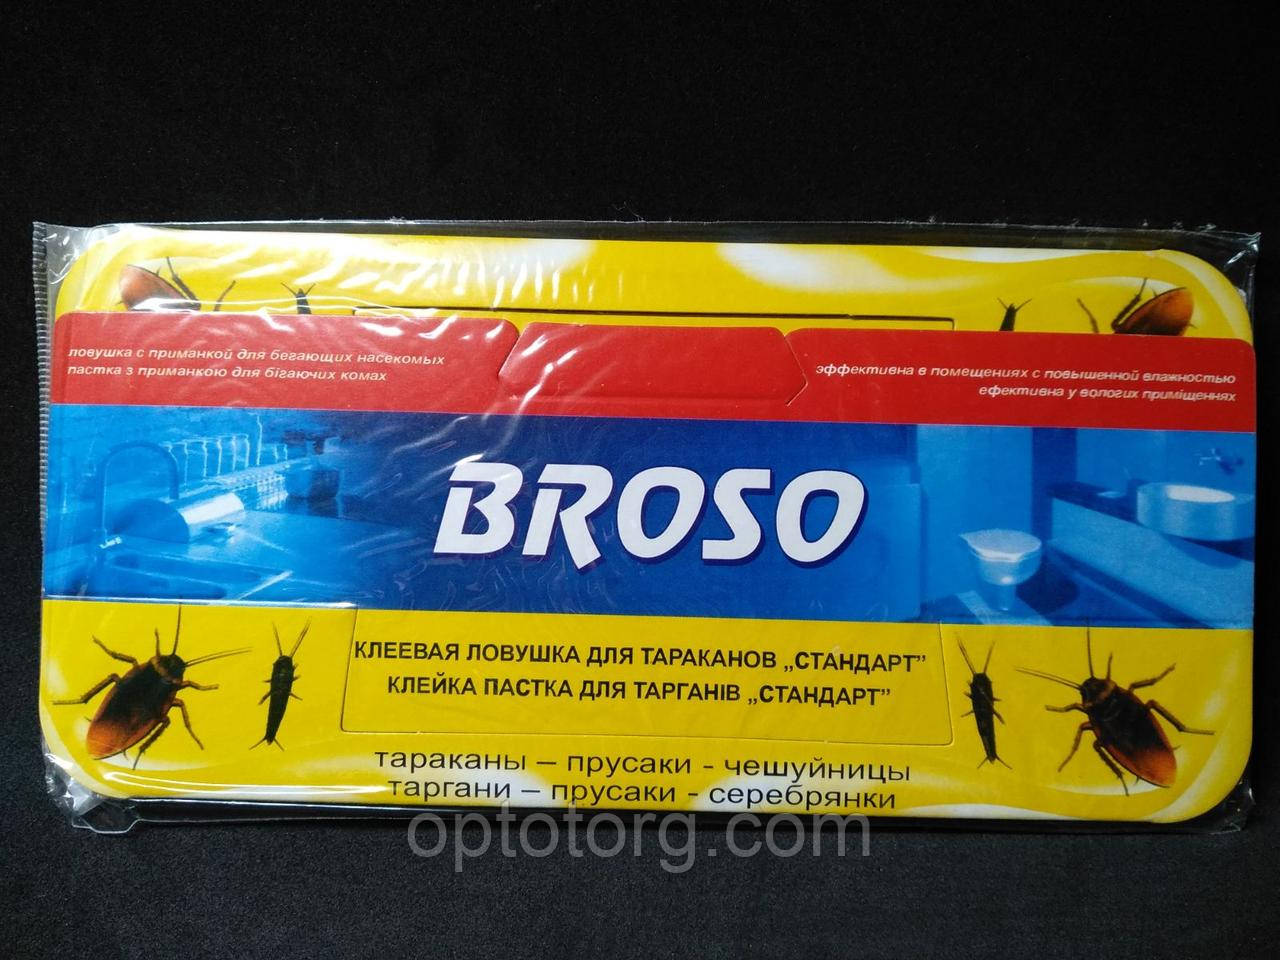 ловушка с приманкой для бегающих насекомых
пастка з приманкою для бігаючих комах
эффективна в помещениях с повышенной влажностью
ефективна у вологих приміщеннях
BROSO
КЛЕЕВАЯ ЛОВУШКА ДЛЯ ТАРАКАНОВ „СТАНДАРТ”
КЛЕЙКА ПАСТКА ДЛЯ ТАРГАНІВ „СТАНДАРТ”
тараканы – прусаки - чешуйницы
таргани – прусаки - серебрянки
optotorg.com